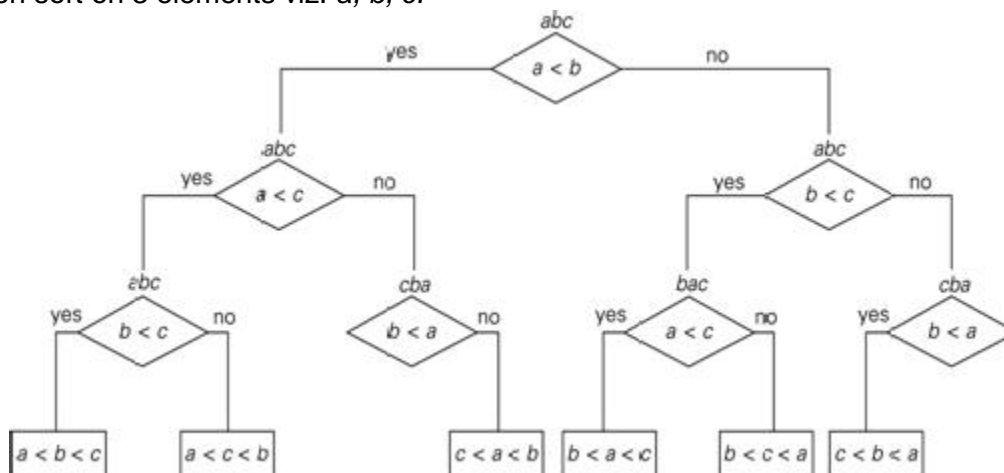 abc
yes a < b no
abc abc
yes a < c no yes b < c no
abc cba bac cba
yes b < c no b < a no yes a < c no yes b < a
a < b < c a < c < b c < a < b b < a < c b < c < a c < b < a